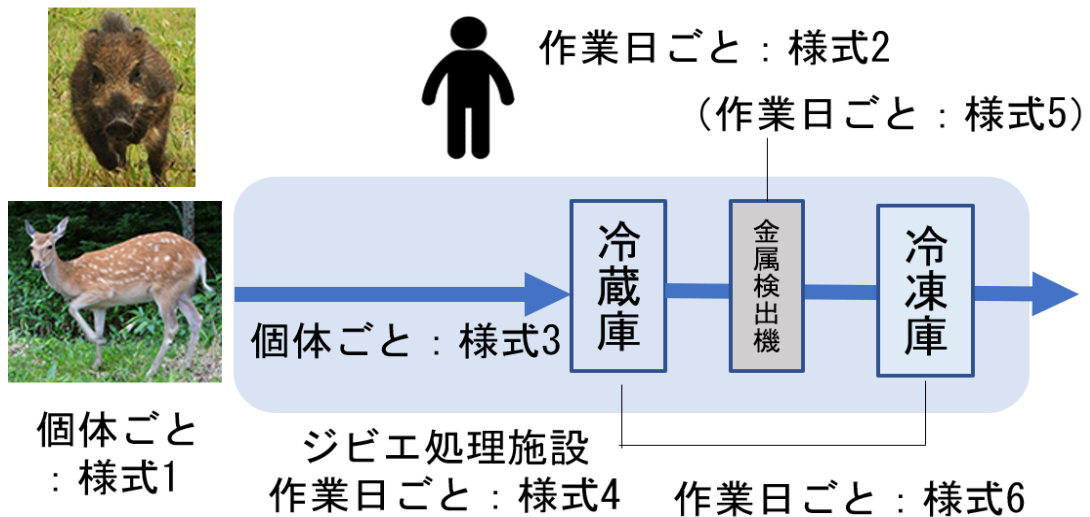 作業日ごと：様式2
（作業日ごと：様式5）
冷蔵庫
金属検出機
冷凍庫
個体ごと：様式3
個体ごと
：様式1
ジビエ処理施設
作業日ごと：様式4
作業日ごと：様式6